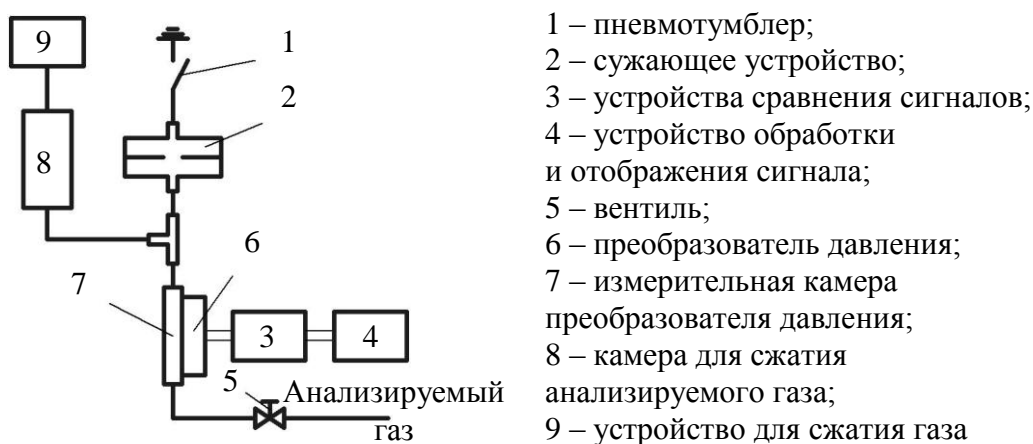 9
1
2
8
6
7
3
4
5
Анализируемый
газ
1 – пневмотумблер;
2 – сужающее устройство;
3 – устройства сравнения сигналов;
4 – устройство обработки
и отображения сигнала;
5 – вентиль;
6 – преобразователь давления;
7 – измерительная камера
преобразователя давления;
8 – камера для сжатия
анализируемого газа;
9 – устройство для сжатия газа